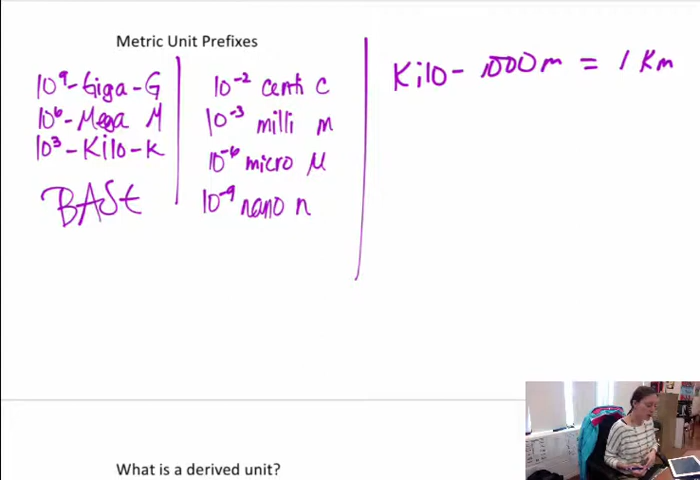 Metric Unit Prefixes
10⁹-Giga-G
10⁶-Mega M
10³-Kilo-K
BASE
10⁻² centi c
10⁻³ milli m
10⁻⁶ micro μ
10⁻⁹ nano n
Kilo- 1000m = 1 Km
What is a derived unit?